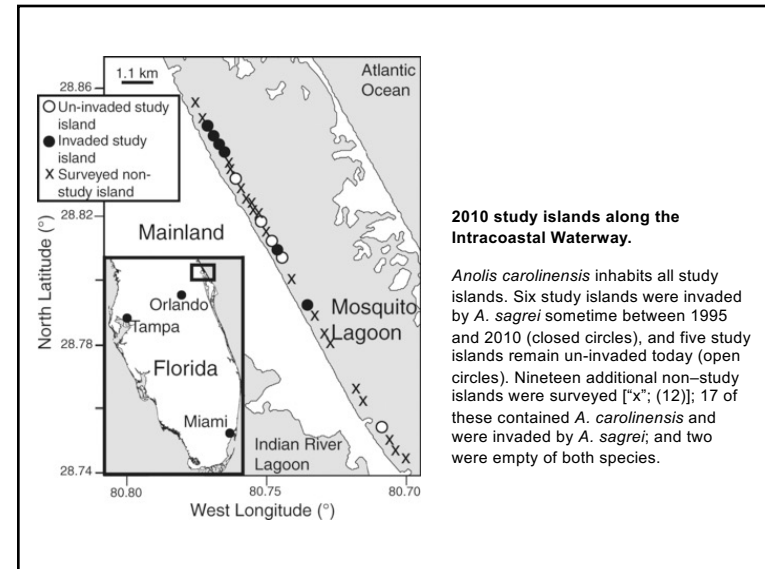 1.1 km
Atlantic
Ocean
28.86
O Un-invaded study
island
● Invaded study
island
X Surveyed non-
study island
28.82
Mainland
North Latitude (°)
Orlando
Tampa
Mosquito
Lagoon
28.78
Florida
Miami
Indian River
Lagoon
28.74
80.80
80.75
80.70
West Longitude (°)
2010 study islands along the
Intracoastal Waterway.
Anolis carolinensis inhabits all study
islands. Six study islands were invaded
by A. sagrei sometime between 1995
and 2010 (closed circles), and five study
islands remain un-invaded today (open
circles). Nineteen additional non–study
islands were surveyed ["x"; (12)]; 17 of
these contained A. carolinensis and
were invaded by A. sagrei; and two
were empty of both species.